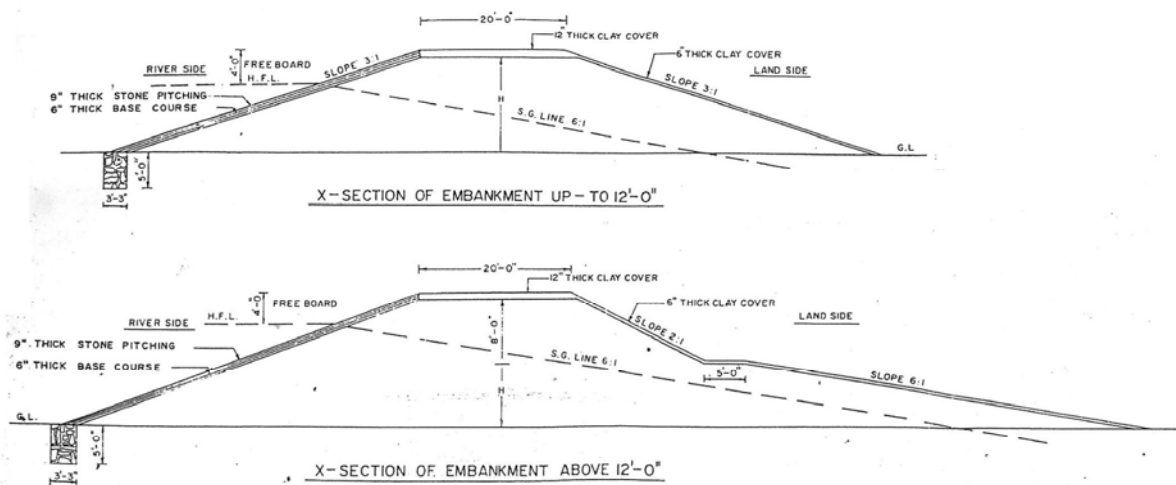 20'-0"
12" THICK CLAY COVER
6" THICK CLAY COVER
4'-0"
FREE BOARD
RIVER SIDE
H.F.L.
SLOPE 3:1
LAND SIDE
9" THICK STONE PITCHING
6" THICK BASE COURSE
SLOPE 3:1
H
S.G. LINE 6:1
G.L
5'-0"
3'-3"
X-SECTION OF EMBANKMENT UP-TO 12'-0"
20'-0"
12" THICK CLAY COVER
6" THICK CLAY COVER
4'-0"
FREE BOARD
RIVER SIDE
H.F.L.
LAND SIDE
8'-0"
SLOPE 2:1
9". THICK STONE PITCHING
6". THICK BASE COURSE
S.G. LINE 6:1
5'-0"
SLOPE 6:1
H
G.L.
5'-0"
3'-3"
X-SECTION OF EMBANKMENT ABOVE 12'-0"